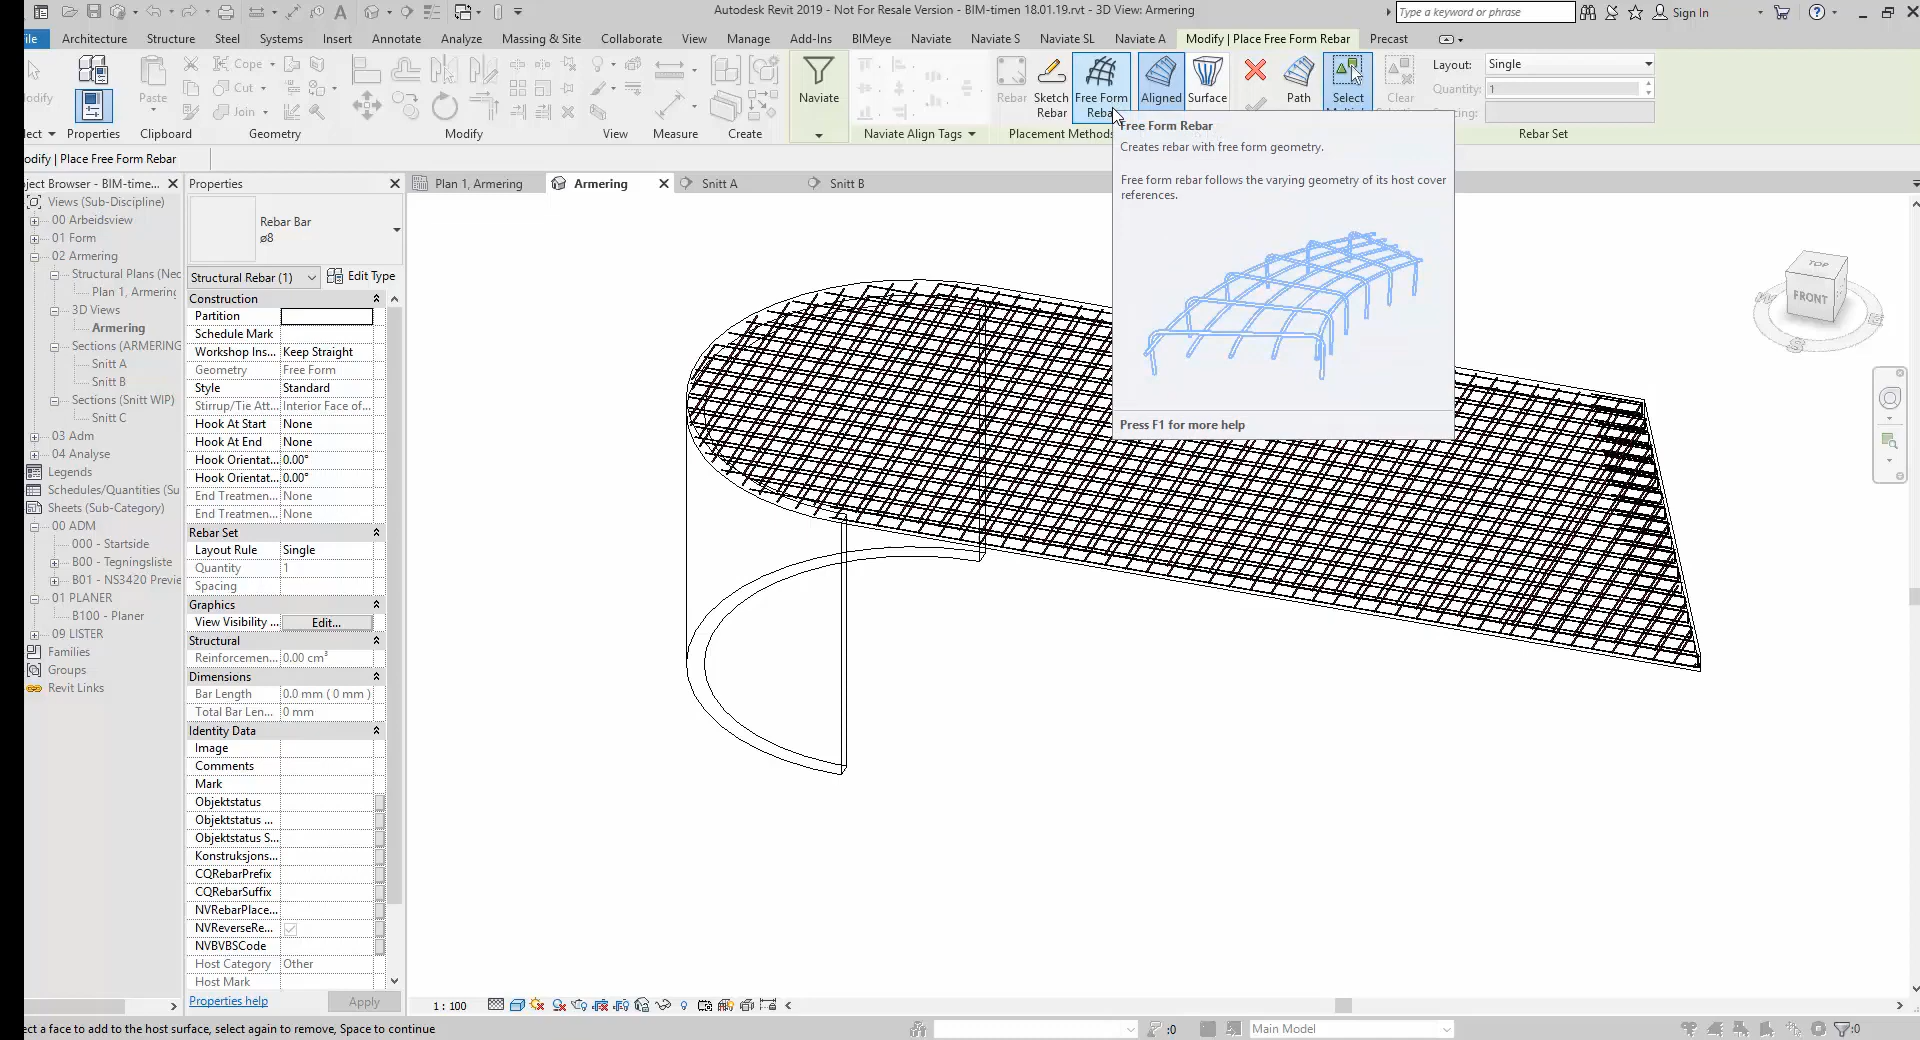 Autodesk Revit 2019 - Not For Resale Version - BIM-timen 18.01.19.rvt - 3D View: Armering
Type a keyword or phrase
Sign In
ile
Architecture
Structure
Steel
Systems
Insert
Annotate
Analyze
Massing & Site
Collaborate
View
Manage
Add-Ins
BIMeye
Naviate
Naviate S
Naviate SL
Naviate A
Modify | Place Free Form Rebar
Precast
odify
Properties
Paste
Cope
Cut
Join
Naviate
Rebar
Sketch
Rebar
Free Form
Reba
Aligned
Surface
Path
Select
Clear
Layout:
Single
Quantity:
1
cing:
lect
Properties
Clipboard
Geometry
Modify
View
Measure
Create
Naviate Align Tags
Placement Methods
Rebar Set
odify | Place Free Form Rebar
ject Browser - BIM-time...
Views (Sub-Discipline)
00 Arbeidsview
01 Form
02 Armering
Structural Plans (Nec
Plan 1, Armering
3D Views
Armering
Sections (ARMERING
Snitt A
Snitt B
Sections (Snitt WIP)
Snitt C
03 Adm
04 Analyse
Legends
Schedules/Quantities (Su
Sheets (Sub-Category)
00 ADM
000 - Startside
B00 - Tegningsliste
B01 - NS3420 Previe
01 PLANER
B100 - Planer
09 LISTER
Families
Groups
Revit Links
Properties
Rebar Bar
ø8
Structural Rebar (1)
Edit Type
Construction
Partition
Schedule Mark
Workshop Ins... Keep Straight
Geometry Free Form
Style Standard
Stirrup/Tie Att... Interior Face of...
Hook At Start None
Hook At End None
Hook Orientat... 0.00°
Hook Orientat... 0.00°
End Treatmen... None
End Treatmen... None
Rebar Set
Layout Rule Single
Quantity 1
Spacing
Graphics
View Visibility ... Edit...
Structural
Reinforcemen... 0.00 cm³
Dimensions
Bar Length 0.0 mm ( 0 mm )
Total Bar Len... 0 mm
Identity Data
Image
Comments
Mark
Objektstatus
Objektstatus ...
Objektstatus S...
Konstruksjons...
CQRebarPrefix
CQRebarSuffix
NVRebarPlace...
NVReverseRe...
NVBVBSCode
Host Category Other
Host Mark
Properties help
Apply
Plan 1, Armering
Armering
Snitt A
Snitt B
Free Form Rebar
Creates rebar with free form geometry.
Free form rebar follows the varying geometry of its host cover
references.
Press F1 for more help
TOP
FRONT
W
S
E
1 : 100
ect a face to add to the host surface, select again to remove, Space to continue
:0
Main Model
:0